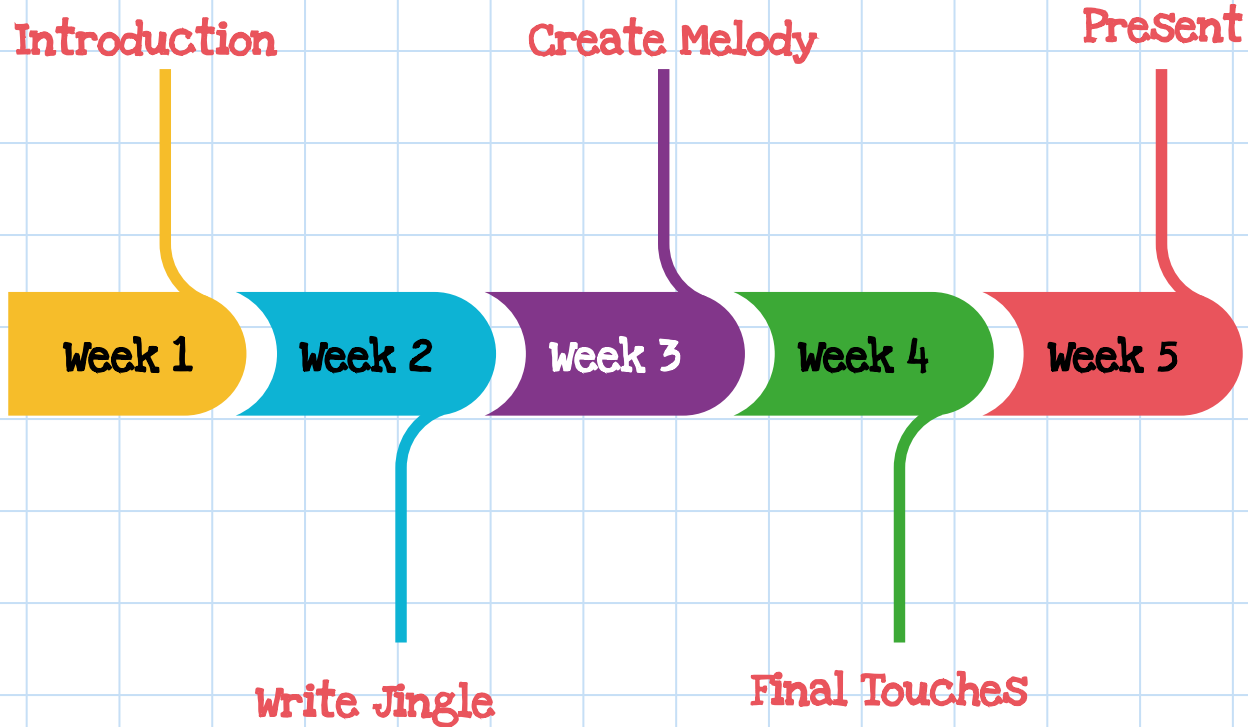 Introduction
Create Melody
Present
Week 1
Week 2
Week 3
Week 4
Week 5
Write Jingle
Final Touches